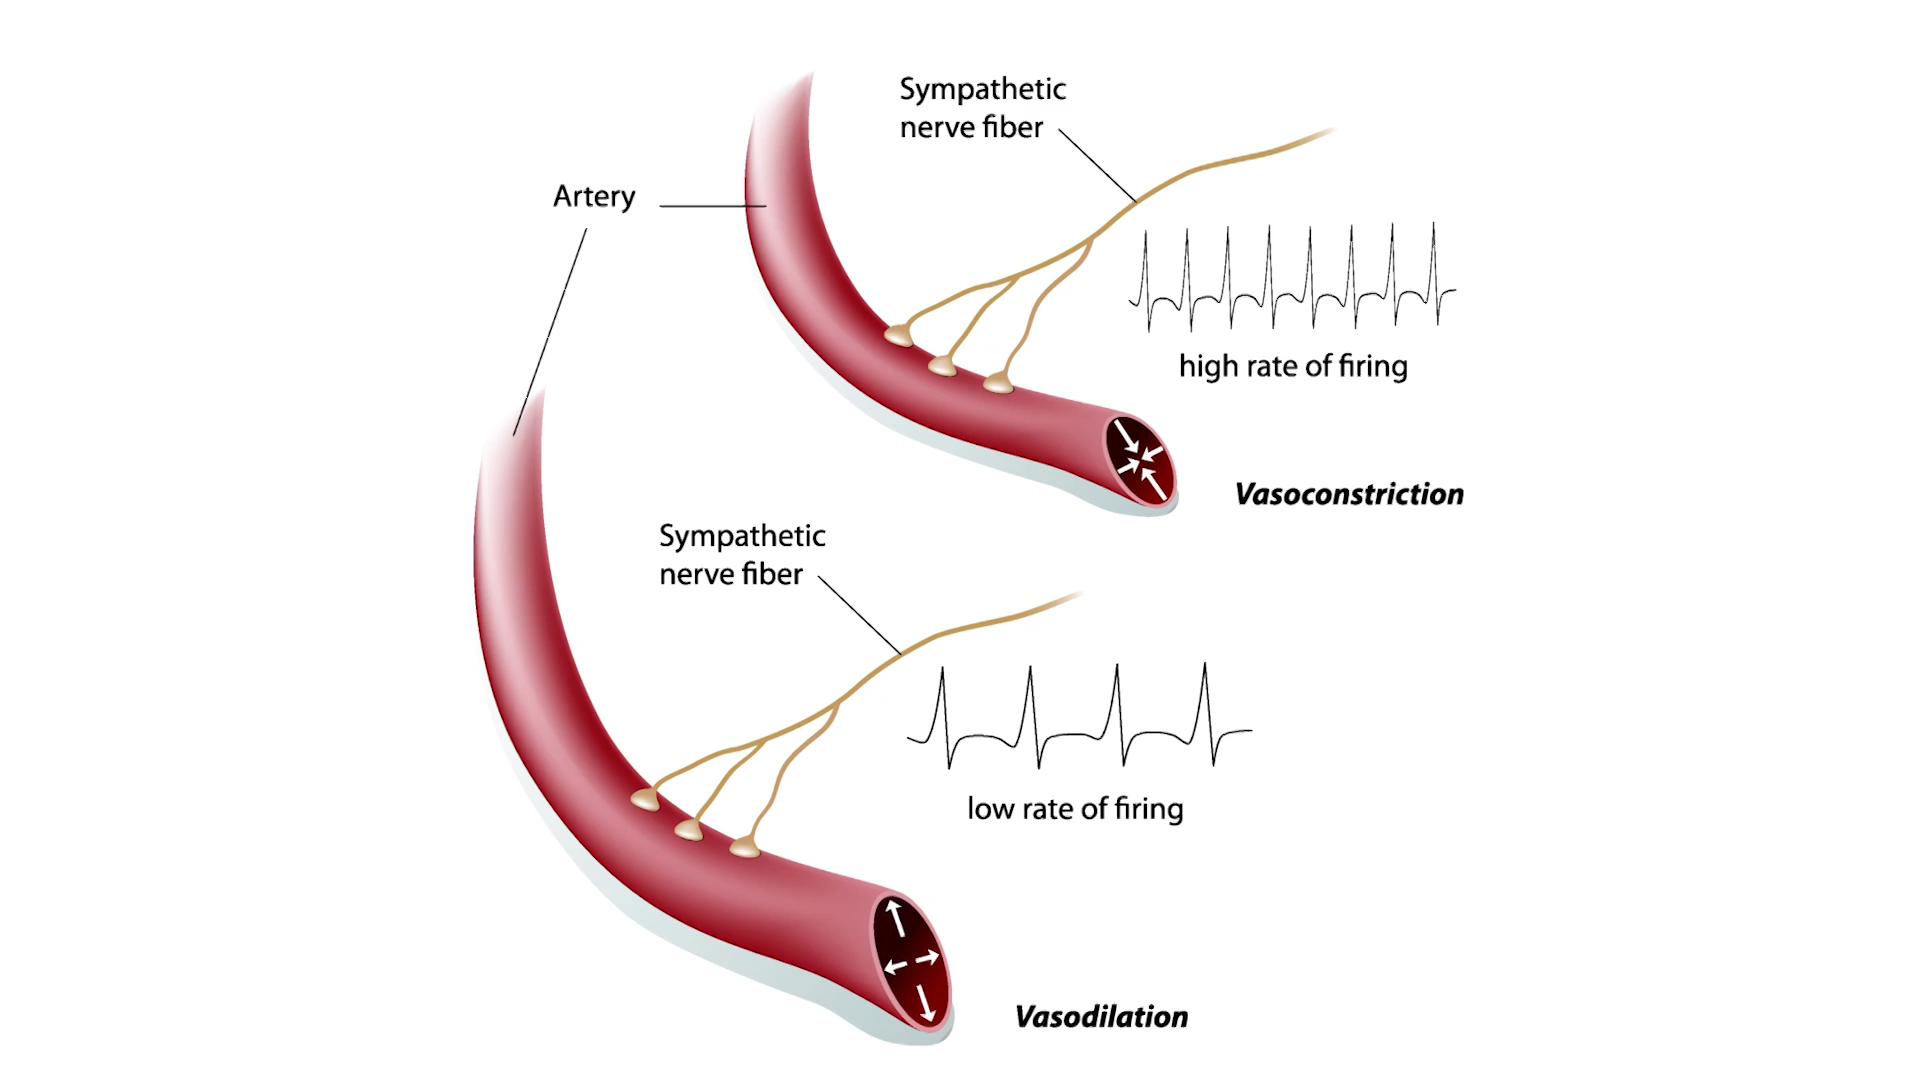 Sympathetic
nerve fiber
Artery
high rate of firing
Vasoconstriction
Sympathetic
nerve fiber
low rate of firing
Vasodilation